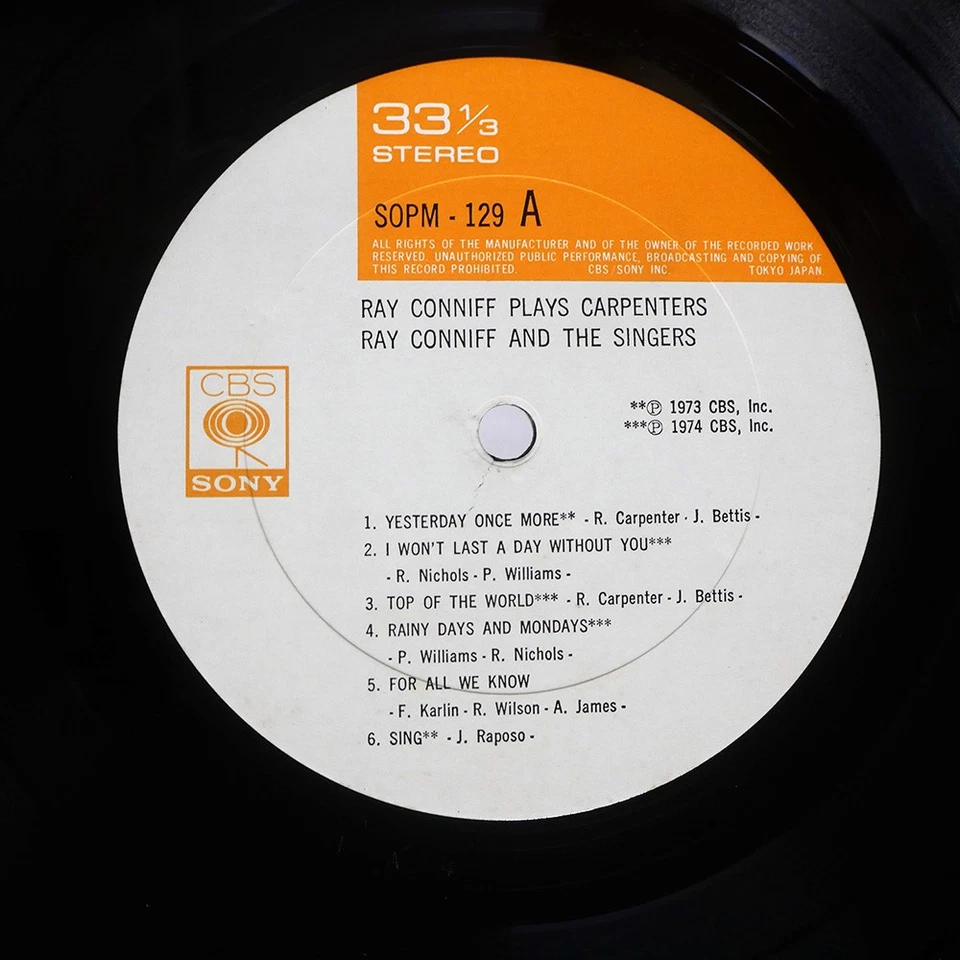 33 1/3
STEREO
SOPM - 129 A
ALL RIGHTS OF THE MANUFACTURER AND OF THE OWNER OF THE RECORDED WORK
RESERVED. UNAUTHORIZED PUBLIC PERFORMANCE, BROADCASTING AND COPYING OF
THIS RECORD PROHIBITED. CBS/SONY INC. TOKYO JAPAN.
RAY CONNIFF PLAYS CARPENTERS
RAY CONNIFF AND THE SINGERS
CBS
SONY
**Ⓟ 1973 CBS, Inc.
***Ⓟ 1974 CBS, Inc.
1. YESTERDAY ONCE MORE** - R. Carpenter · J. Bettis -
2. I WON'T LAST A DAY WITHOUT YOU***
- R. Nichols - P. Williams -
3. TOP OF THE WORLD*** - R. Carpenter - J. Bettis -
4. RAINY DAYS AND MONDAYS***
- P. Williams - R. Nichols -
5. FOR ALL WE KNOW
- F. Karlin - R. Wilson - A. James -
6. SING** - J. Raposo -